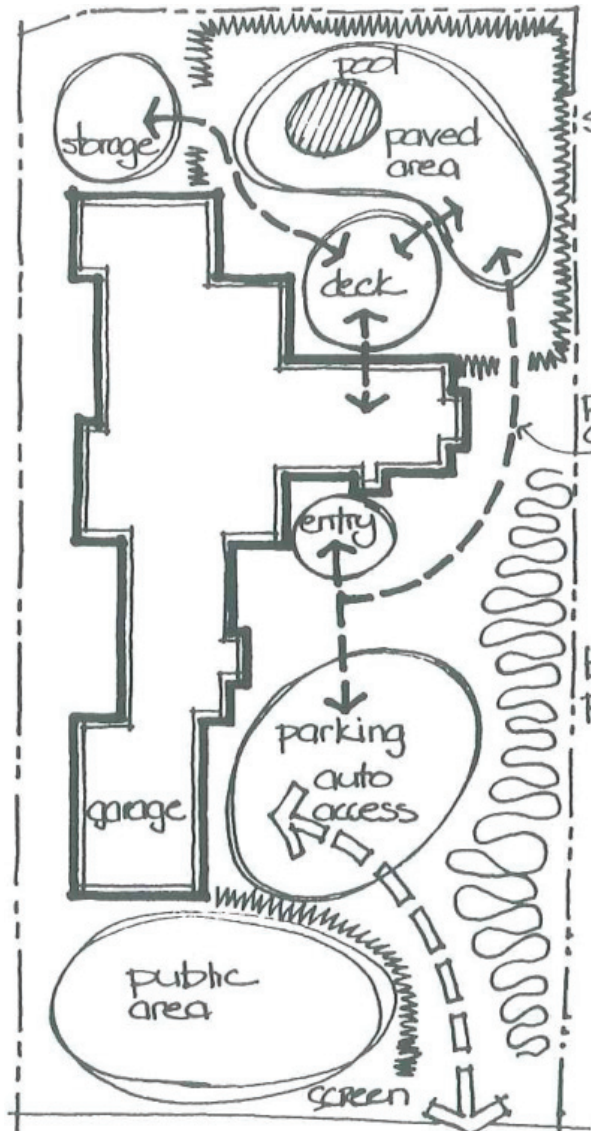 pool
storage
paved
area
deck
entry
parking
auto
access
garage
public
area
screen